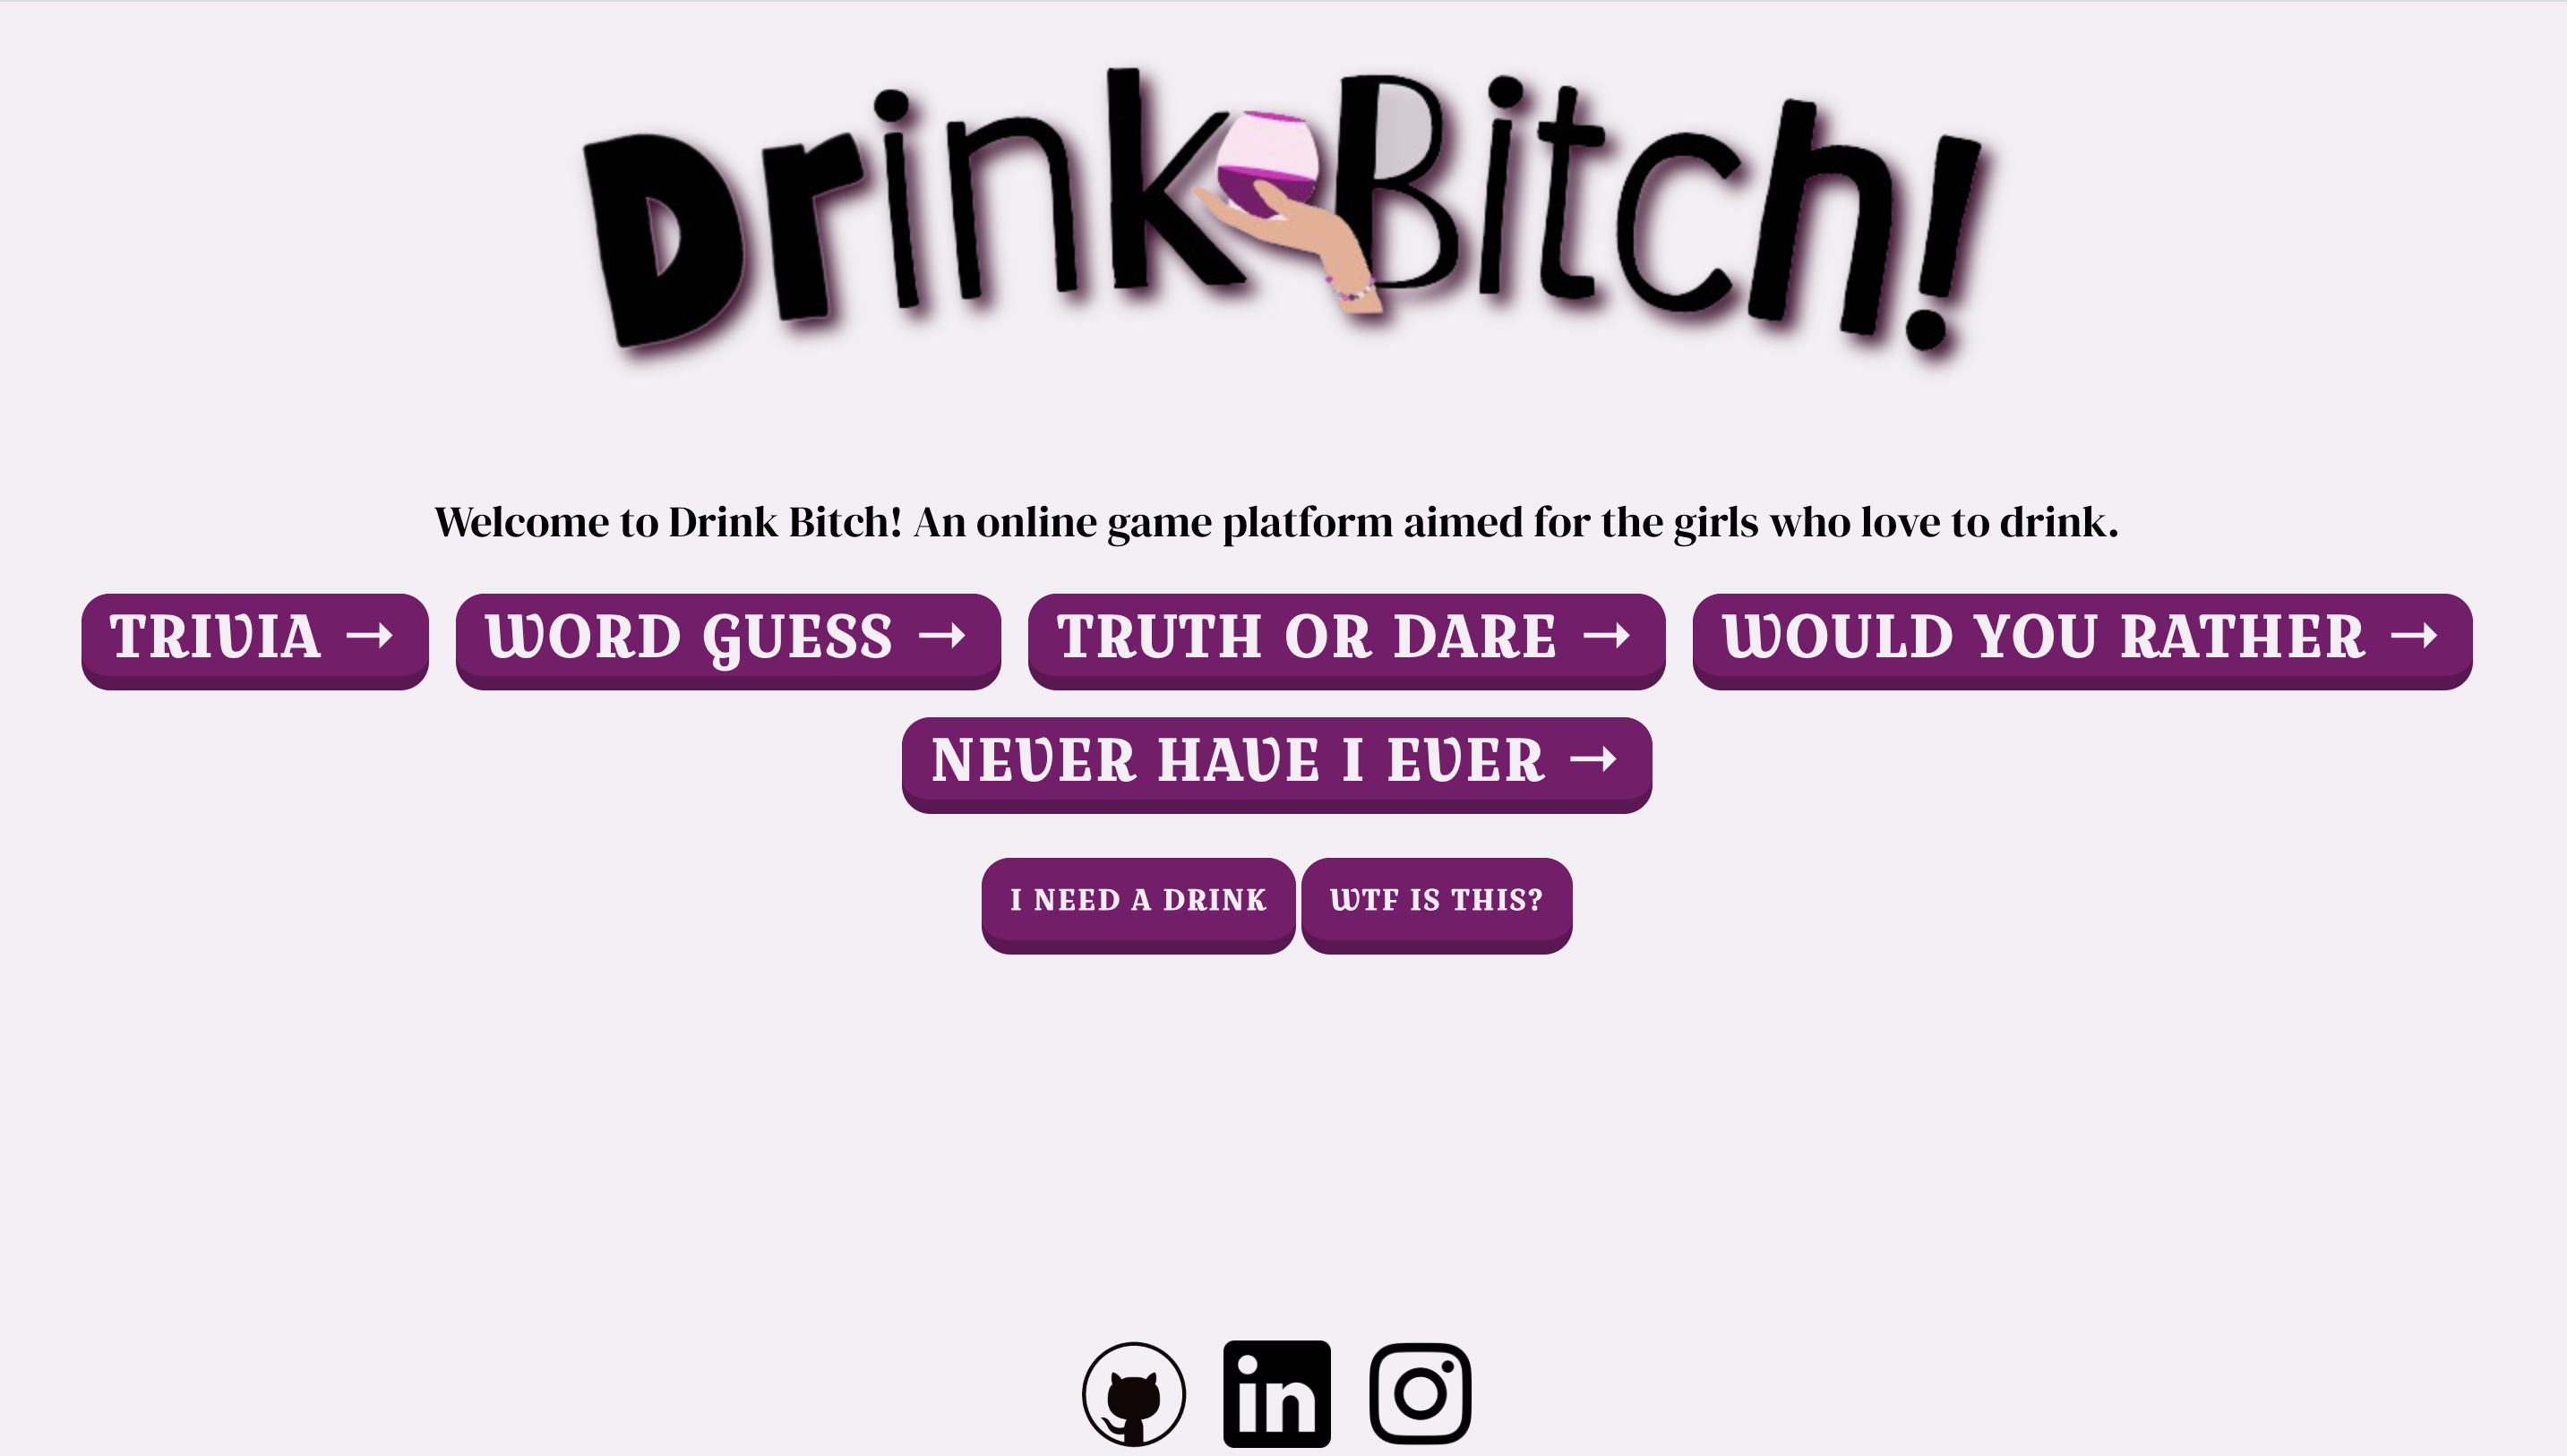 Drink Bitch!
Welcome to Drink Bitch! An online game platform aimed for the girls who love to drink.
TRIVIA →
WORD GUESS →
TRUTH OR DARE →
WOULD YOU RATHER →
NEVER HAVE I EVER →
I NEED A DRINK
WTF IS THIS?
in